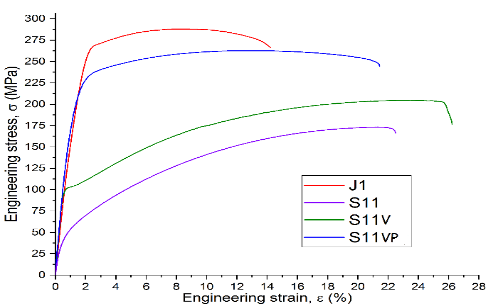 300
275
250
225
200
175
150
125
100
75
50
25
0
Engineering stress, σ (MPa)
J1
S11
S11V
S11VP
0 2 4 6 8 10 12 14 16 18 20 22 24 26 28
Engineering strain, ε (%)